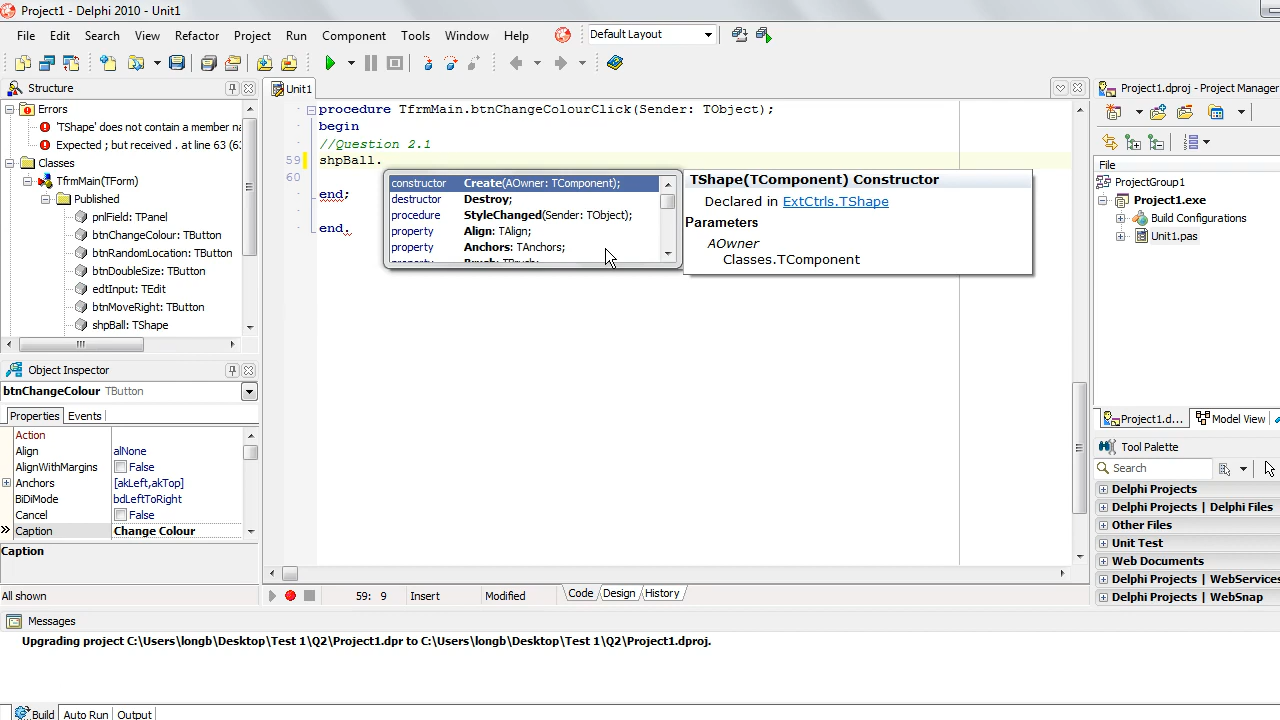 Project1 - Delphi 2010 - Unit1
File Edit Search View Refactor Project Run Component Tools Window Help Default Layout
Structure
Errors
'TShape' does not contain a member na
Expected ; but received . at line 63 (63
Classes
TfrmMain(TForm)
Published
pnlField: TPanel
btnChangeColour: TButton
btnRandomLocation: TButton
btnDoubleSize: TButton
edtInput: TEdit
btnMoveRight: TButton
shpBall: TShape
Object Inspector
btnChangeColour TButton
Properties Events
Action
Align alNone
AlignWithMargins False
Anchors [akLeft,akTop]
BiDiMode bdLeftToRight
Cancel False
Caption Change Colour
Caption
All shown
Unit1
procedure TfrmMain.btnChangeColourClick(Sender: TObject);
begin
//Question 2.1
59 shpBall.
60
end;
end.
constructor Create(AOwner: TComponent);
destructor Destroy;
procedure StyleChanged(Sender: TObject);
property Align: TAlign;
property Anchors: TAnchors;
property Brush: TBrush;
TShape(TComponent) Constructor
Declared in ExtCtrls.TShape
Parameters
AOwner
Classes.TComponent
59: 9 Insert Modified Code Design History
Project1.dproj - Project Manager
File
ProjectGroup1
Project1.exe
Build Configurations
Unit1.pas
Project1.d... Model View
Tool Palette
Search
Delphi Projects
Delphi Projects | Delphi Files
Other Files
Unit Test
Web Documents
Delphi Projects | WebServices
Delphi Projects | WebSnap
Messages
Upgrading project C:\Users\longb\Desktop\Test 1\Q2\Project1.dpr to C:\Users\longb\Desktop\Test 1\Q2\Project1.dproj.
Build Auto Run Output